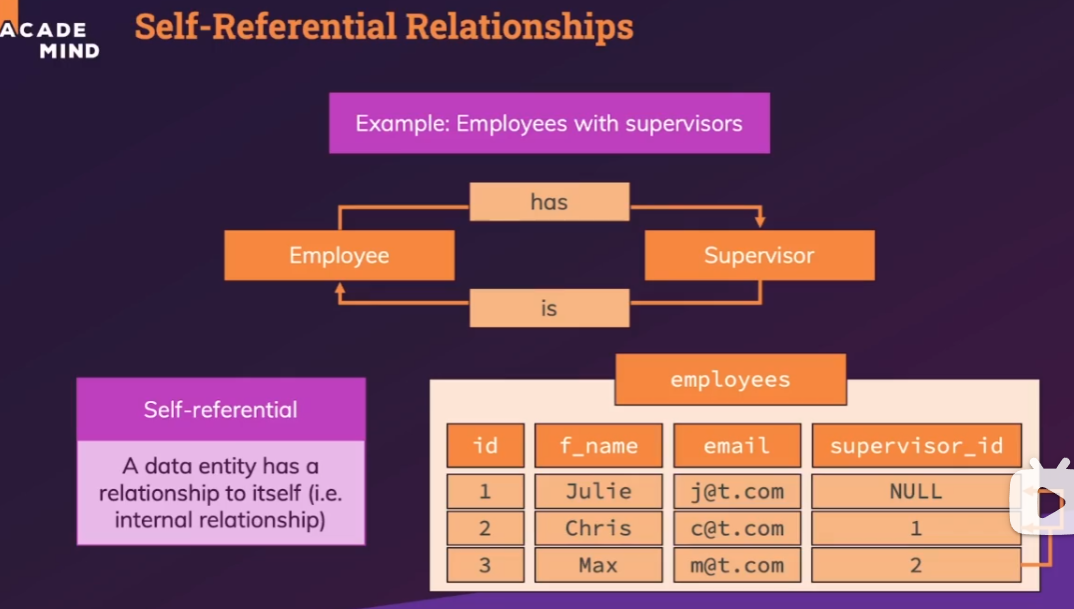 ACADE
MIND
Self-Referential Relationships
Example: Employees with supervisors
has
Employee
Supervisor
is
employees
Self-referential
A data entity has a
relationship to itself (i.e.
internal relationship)
id f_name email supervisor_id
1 Julie j@t.com NULL
2 Chris c@t.com 1
3 Max m@t.com 2